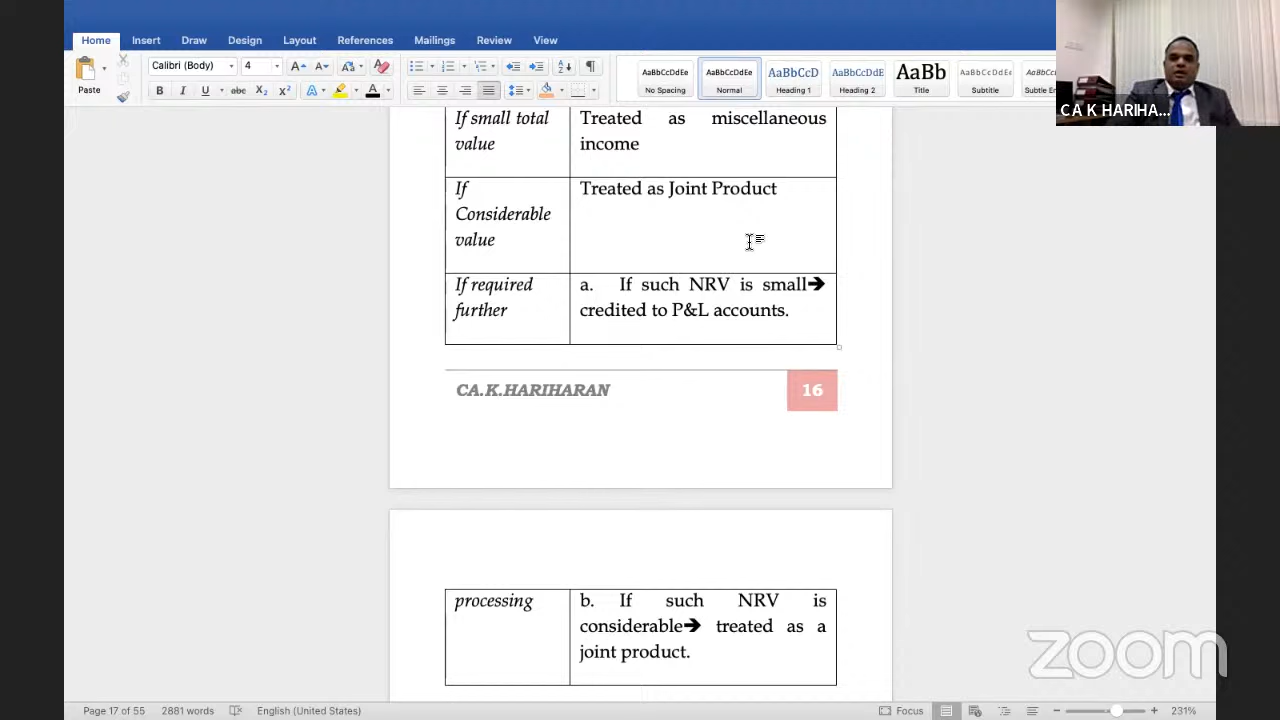 Home Insert Draw Design Layout References Mailings Review View
Paste
Calibri (Body) 4
AaBbCcDdEe AaBbCcDdEe AaBbCcD AaBbCcDdE AaBb AaBbCcDdEe AaBbCcDdEe
No Spacing Normal Heading 1 Heading 2 Title Subtitle Subtle Em
C A K HARIHA...
If small total value
Treated as miscellaneous
income
If
Considerable
value
Treated as Joint Product
If required
further
a. If such NRV is small➔
credited to P&L accounts.
CA.K.HARIHARAN 16
processing
b. If such NRV is
considerable➔ treated as a
joint product.
zoom
Page 17 of 55 2881 words English (United States) Focus 231%